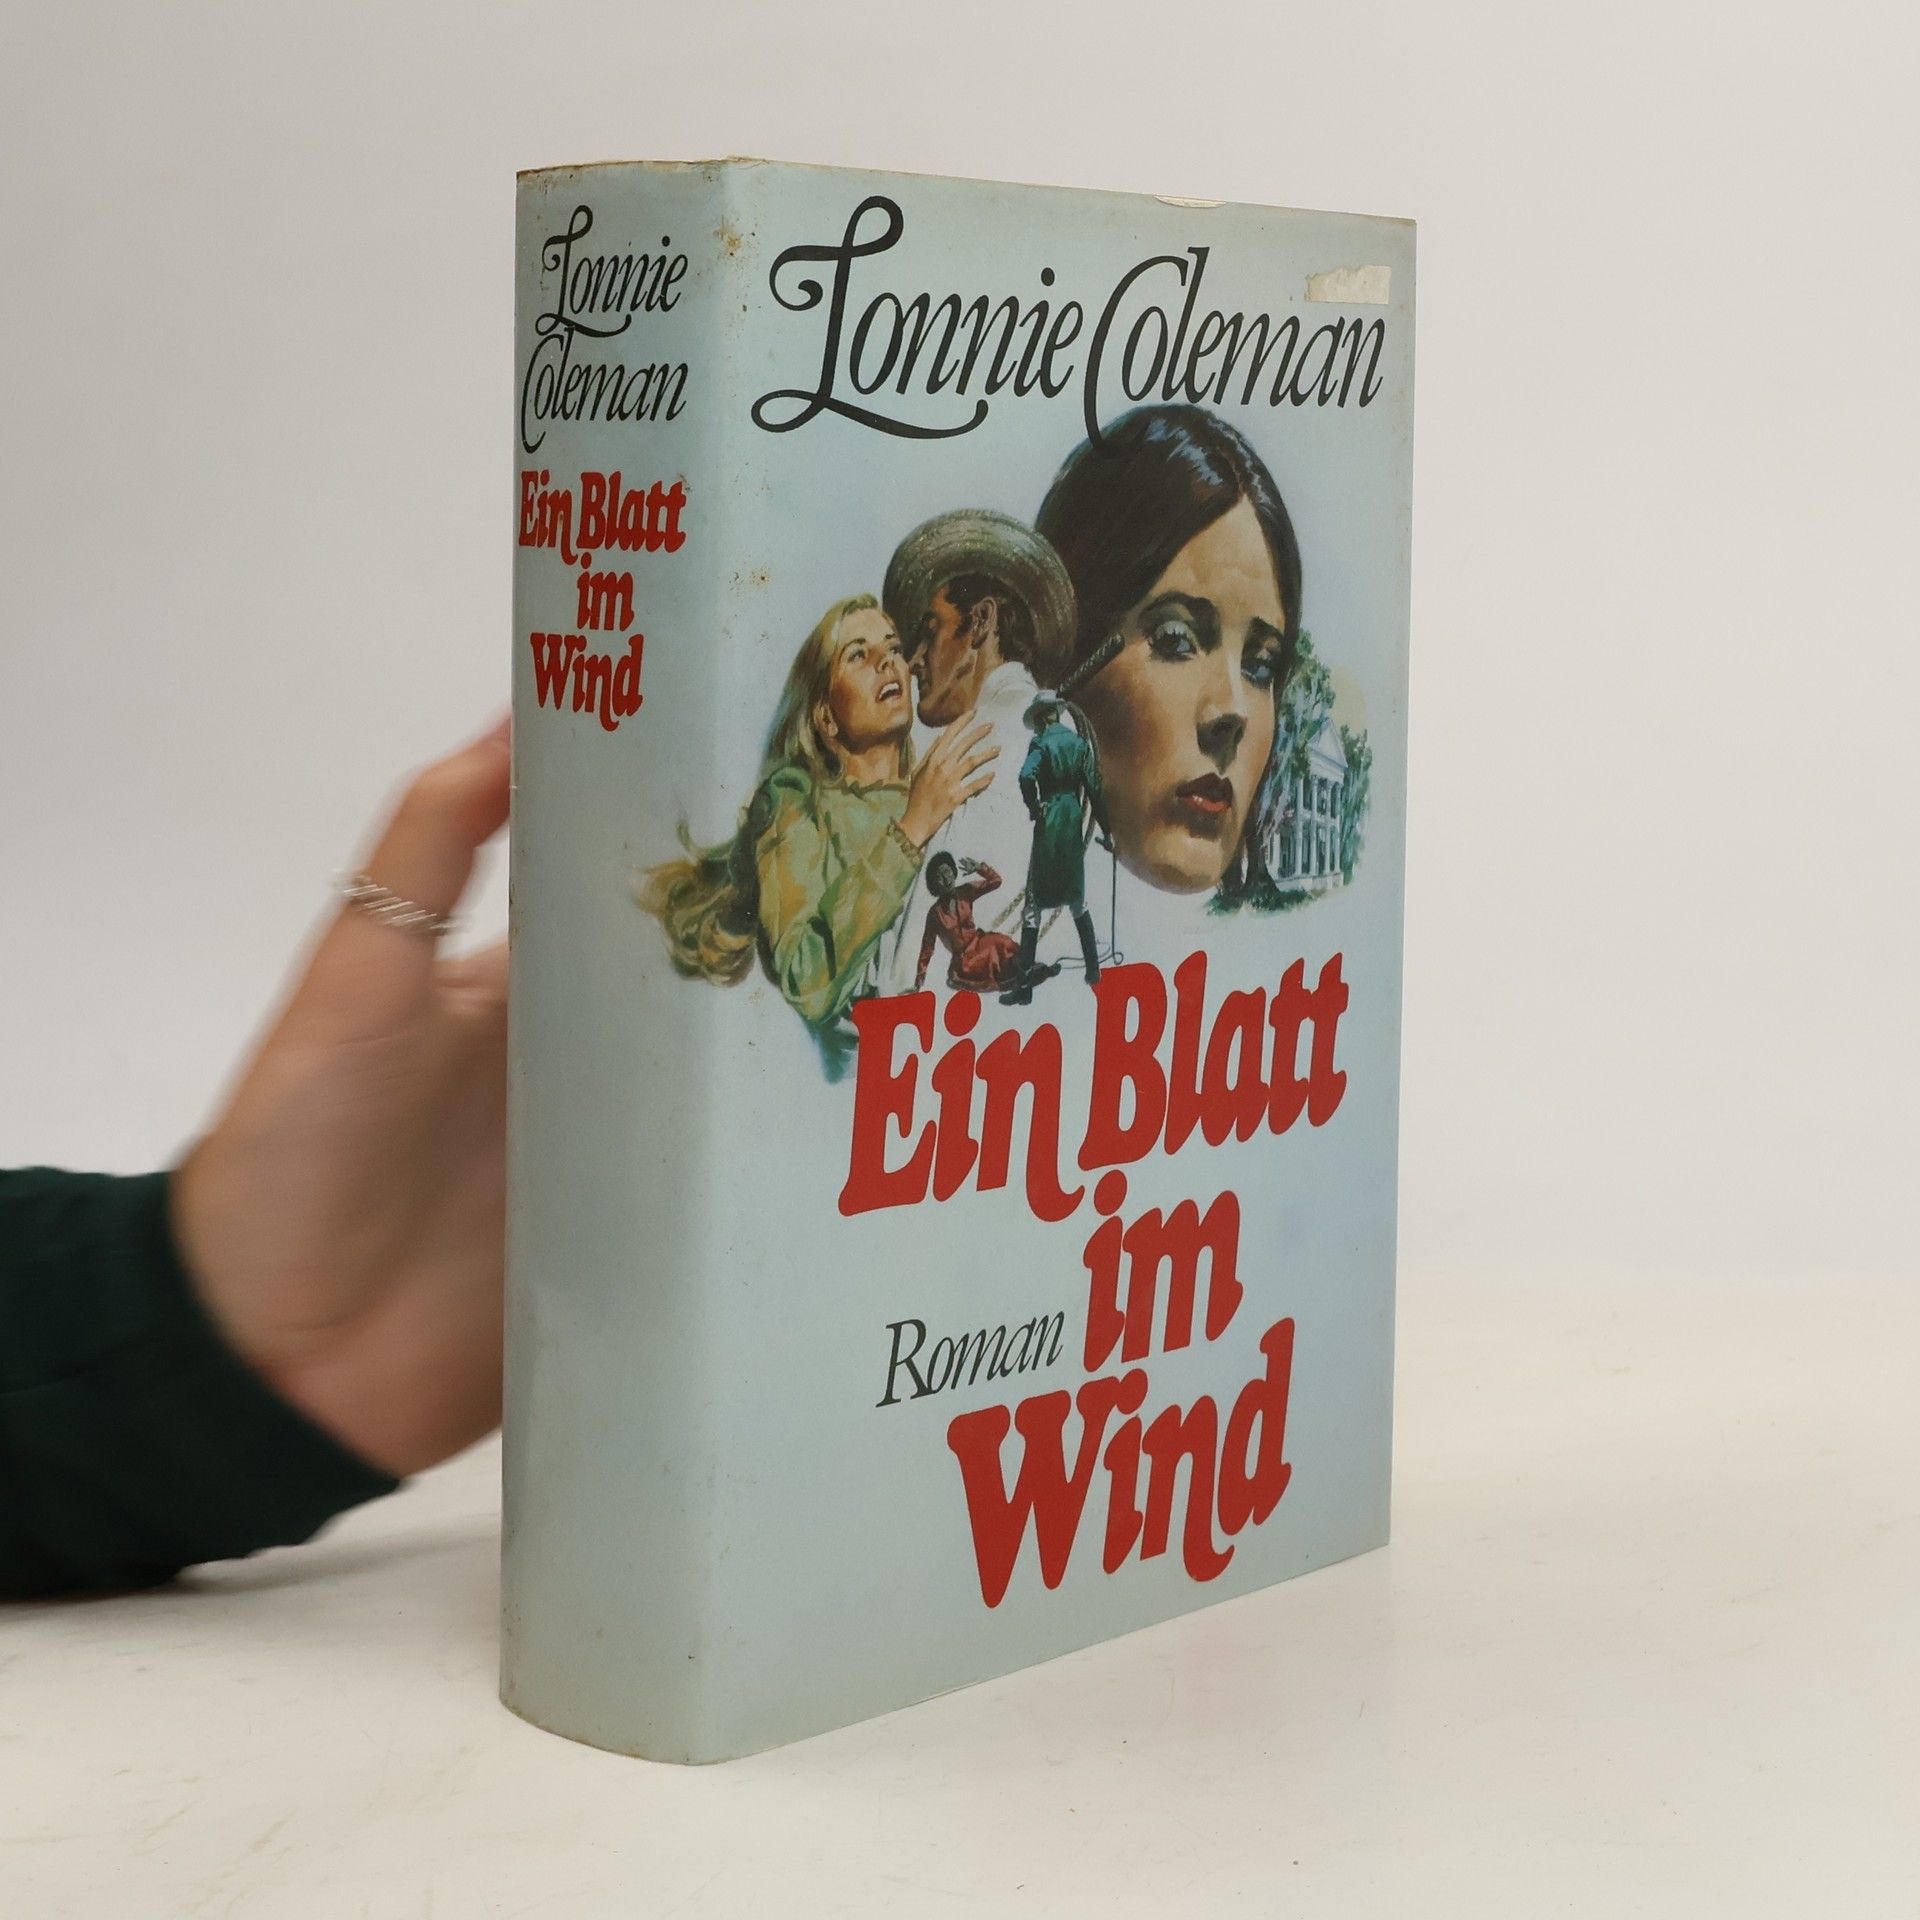 Lonnie
Coleman
Ein Blatt
im
Wind
Lonnie Coleman
Ein Blatt
im
Roman
Wind